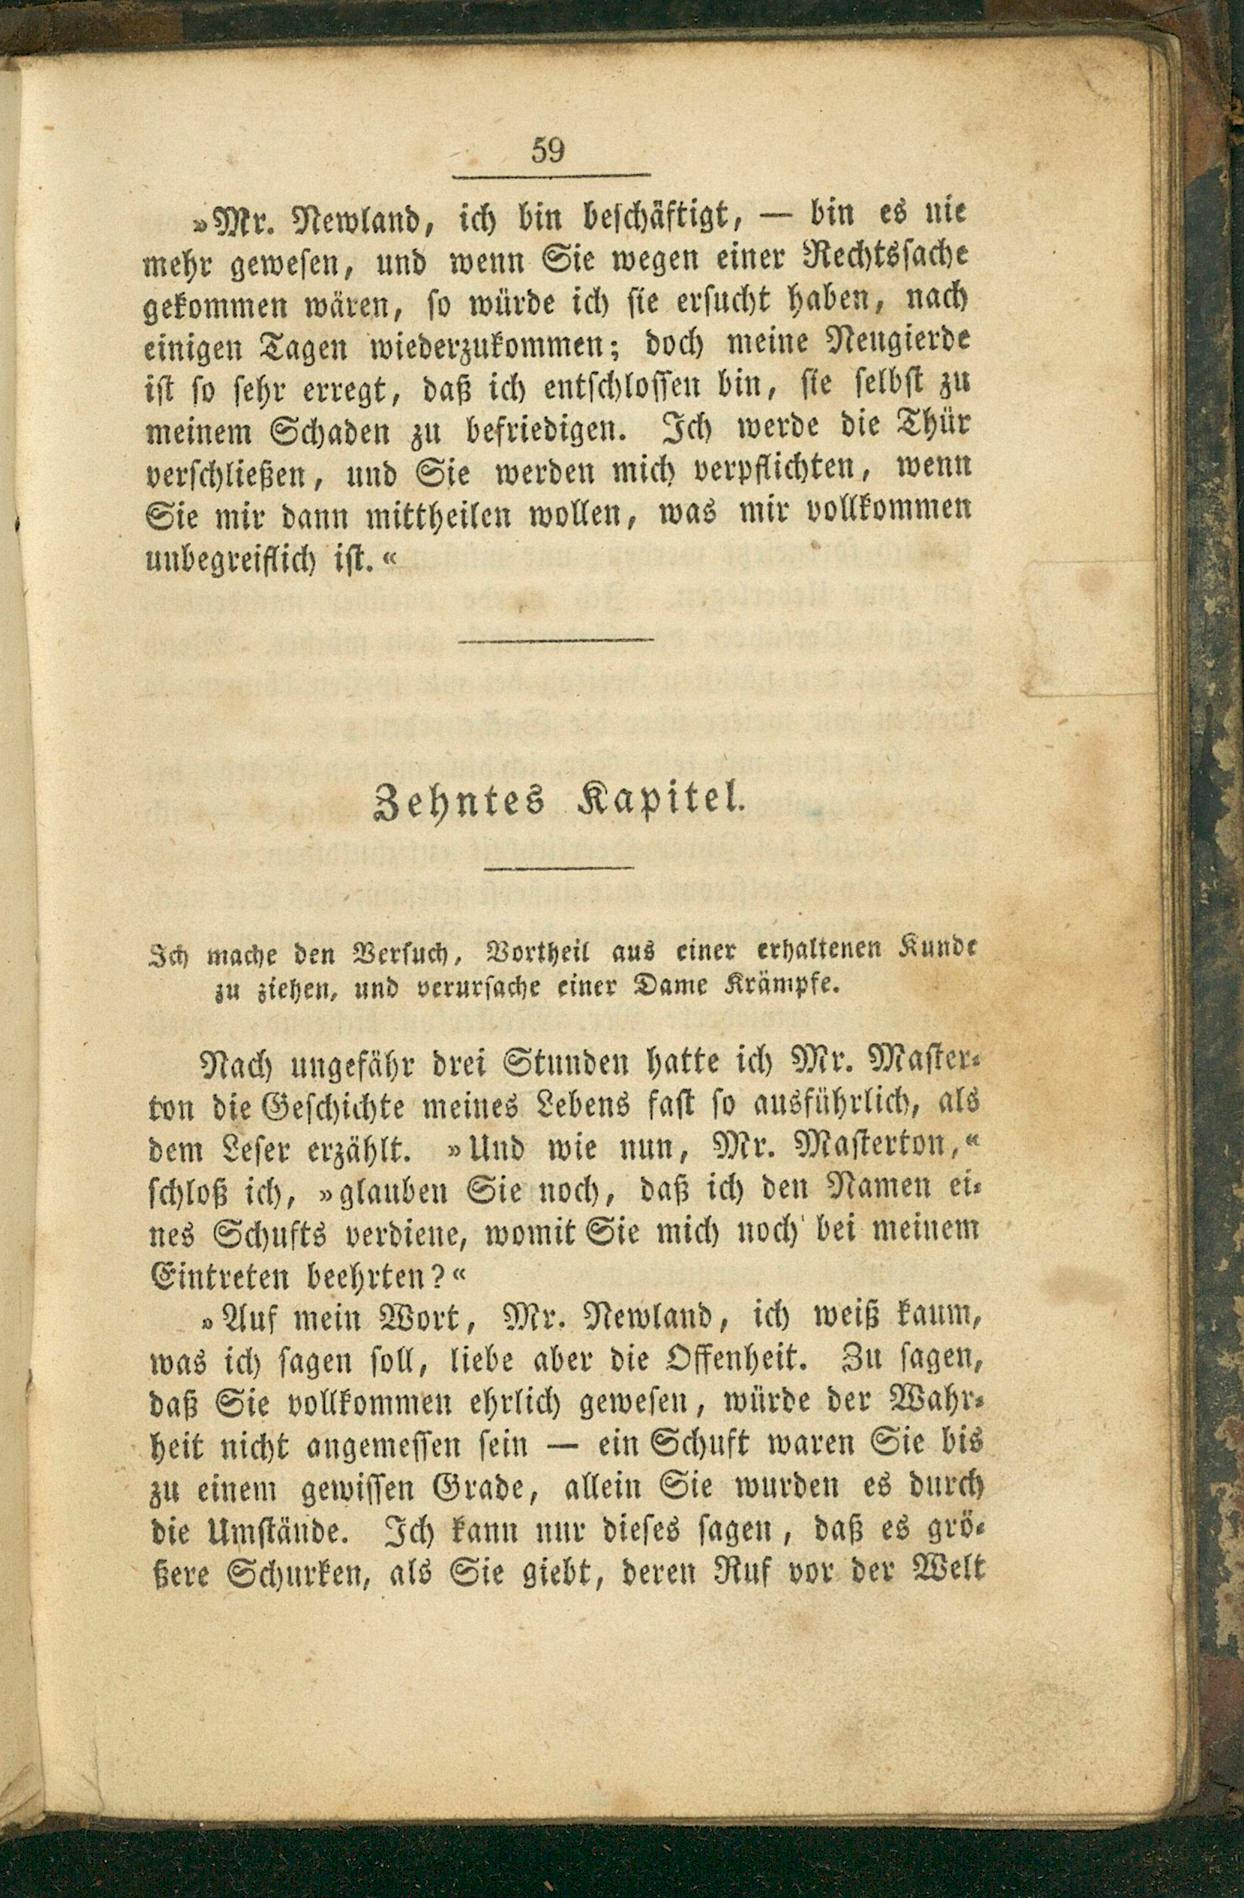 59
»Mr. Newland, ich bin beschäftigt, — bin es nie
mehr gewesen, und wenn Sie wegen einer Rechtssache
gekommen wären, so würde ich sie ersucht haben, nach
einigen Tagen wiederzukommen; doch meine Neugierde
ist so sehr erregt, daß ich entschlossen bin, sie selbst zu
meinem Schaden zu befriedigen. Ich werde die Thür
verschließen, und Sie werden mich verpflichten, wenn
Sie mir dann mittheilen wollen, was mir vollkommen
unbegreiflich ist.«
Zehntes Kapitel.
Ich mache den Versuch, Vortheil aus einer erhaltenen Kunde
zu ziehen, und verursache einer Dame Krämpfe.
Nach ungefähr drei Stunden hatte ich Mr. Master-
ton die Geschichte meines Lebens fast so ausführlich, als
dem Leser erzählt. »Und wie nun, Mr. Masterton,«
schloß ich, »glauben Sie noch, daß ich den Namen ei-
nes Schufts verdiene, womit Sie mich noch bei meinem
Eintreten beehrten?«
»Auf mein Wort, Mr. Newland, ich weiß kaum,
was ich sagen soll, liebe aber die Offenheit. Zu sagen,
daß Sie vollkommen ehrlich gewesen, würde der Wahr-
heit nicht angemessen sein — ein Schuft waren Sie bis
zu einem gewissen Grade, allein Sie wurden es durch
die Umstände. Ich kann nur dieses sagen, daß es grö-
ßere Schurken, als Sie giebt, deren Ruf vor der Welt